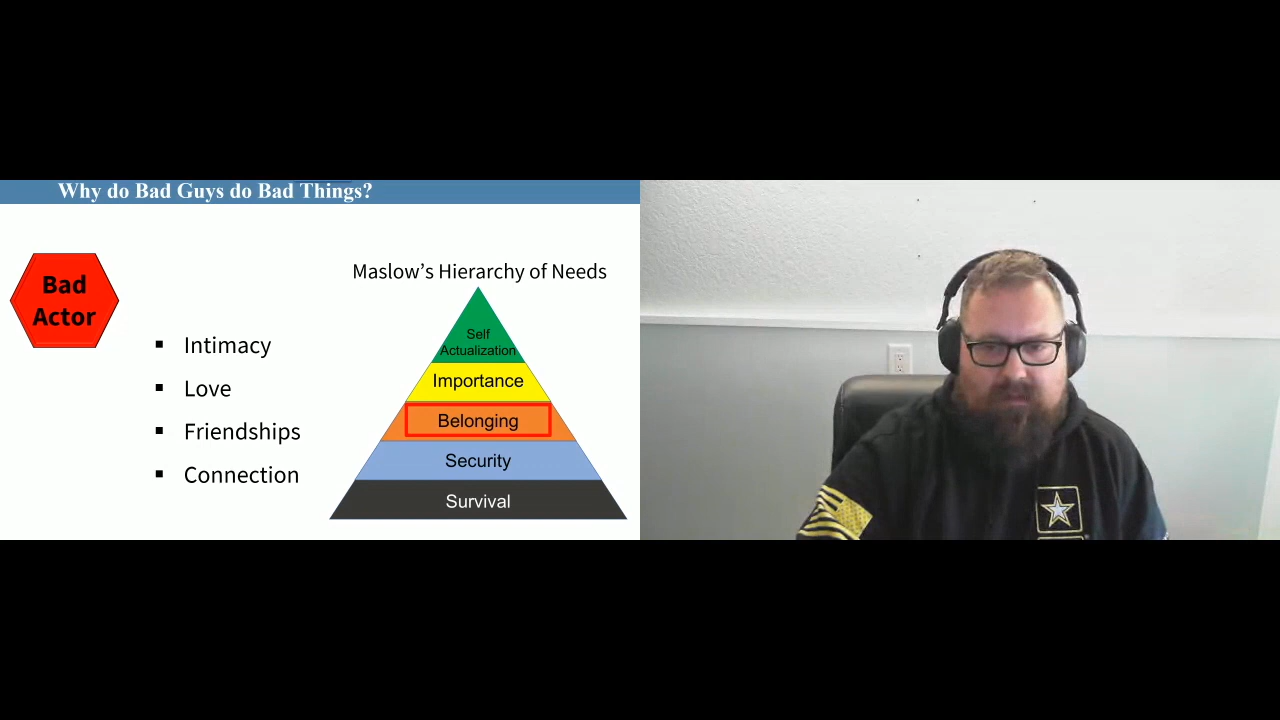 Why do Bad Guys do Bad Things?
Bad
Actor
▪ Intimacy
▪ Love
▪ Friendships
▪ Connection
Maslow’s Hierarchy of Needs
Self
Actualization
Importance
Belonging
Security
Survival